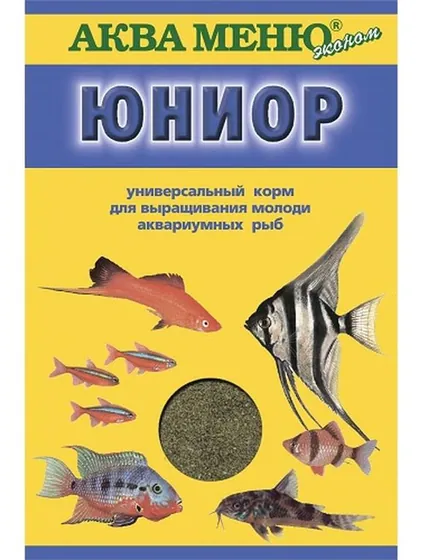 АКВА МЕНЮ®
эконом
ЮНИОР
универсальный корм
для выращивания молоди
аквариумных рыб